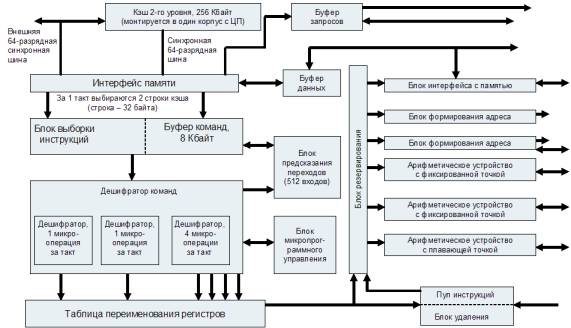 Кэш 2-го уровня, 256 Кбайт
(монтируется в один корпус с ЦП)
Буфер
запросов
Внешняя
64-разрядная
синхронная
шина
Синхронная
64-разрядная
шина
Интерфейс памяти
Буфер
данных
За 1 такт выбираются 2 строки кэша
(строка – 32 байта)
Блок выборки
инструкций
Буфер команд,
8 Кбайт
Блок
предсказания
переходов
(512 входов)
Дешифратор команд
Дешифратор,
1 микро-
операция
за такт
Дешифратор,
1 микро-
операция
за такт
Дешифратор,
4 микро-
операции
за такт
Блок
микропрог-
раммного
управления
Таблица переименования регистров
Блок резервирования
Блок интерфейса с памятью
Блок формирования адреса
Блок формирования адреса
Арифметическое устройство
с фиксированной точкой
Арифметическое устройство
с фиксированной точкой
Арифметическое устройство
с плавающей точкой
Пул инструкций
Блок удаления